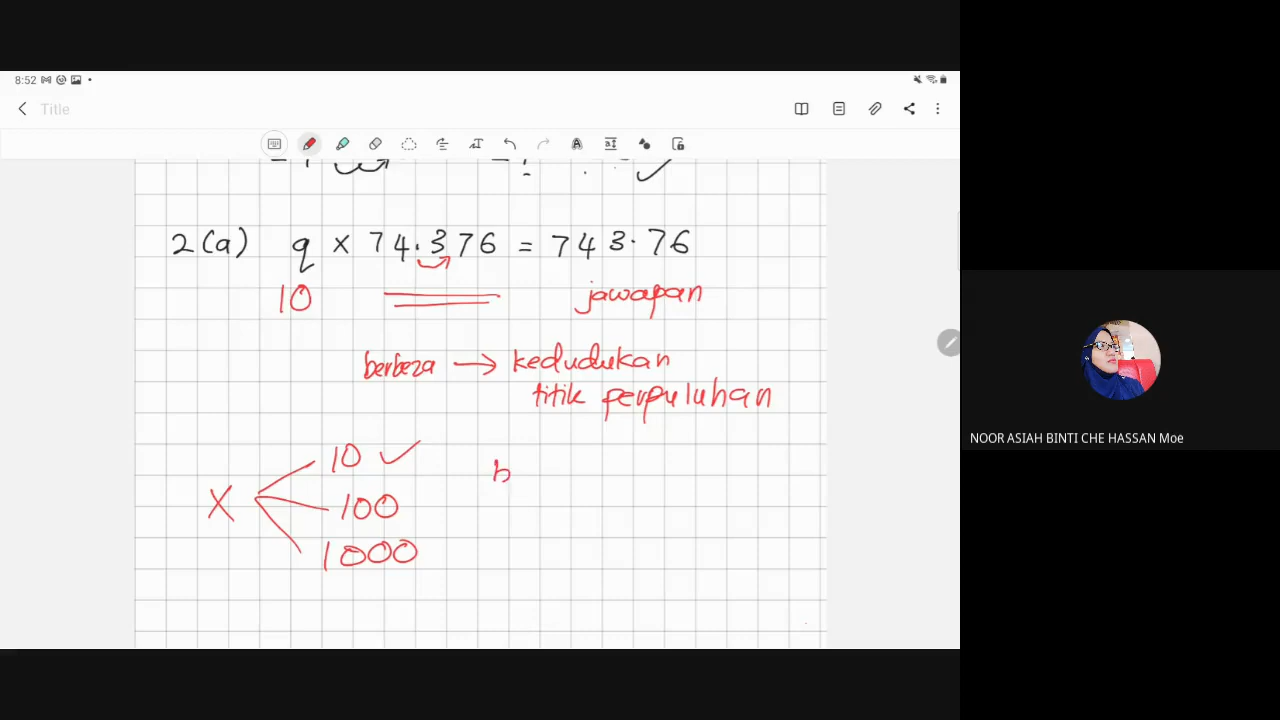 8:52
Title
2(a) q × 74.376 = 743.76
10 jawapan
berbeza → kedudukan
titik perpuluhan
10 ✓
X 100
1000
b
NOOR ASIAH BINTI CHE HASSAN Moe